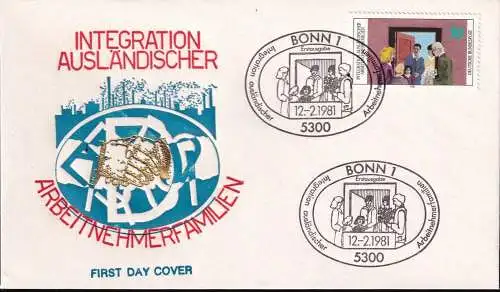 INTEGRATION
AUSLÄNDISCHER
ARBEITNEHMERFAMILIEN
FIRST DAY COVER
BONN 1
Erstausgabe
Integration ausländischer Arbeitnehmerfamilien
12.-2.1981
5300
DEUTSCHE BUNDESPOST
BONN 1
Erstausgabe
Integration ausländischer Arbeitnehmerfamilien
12.-2.1981
5300